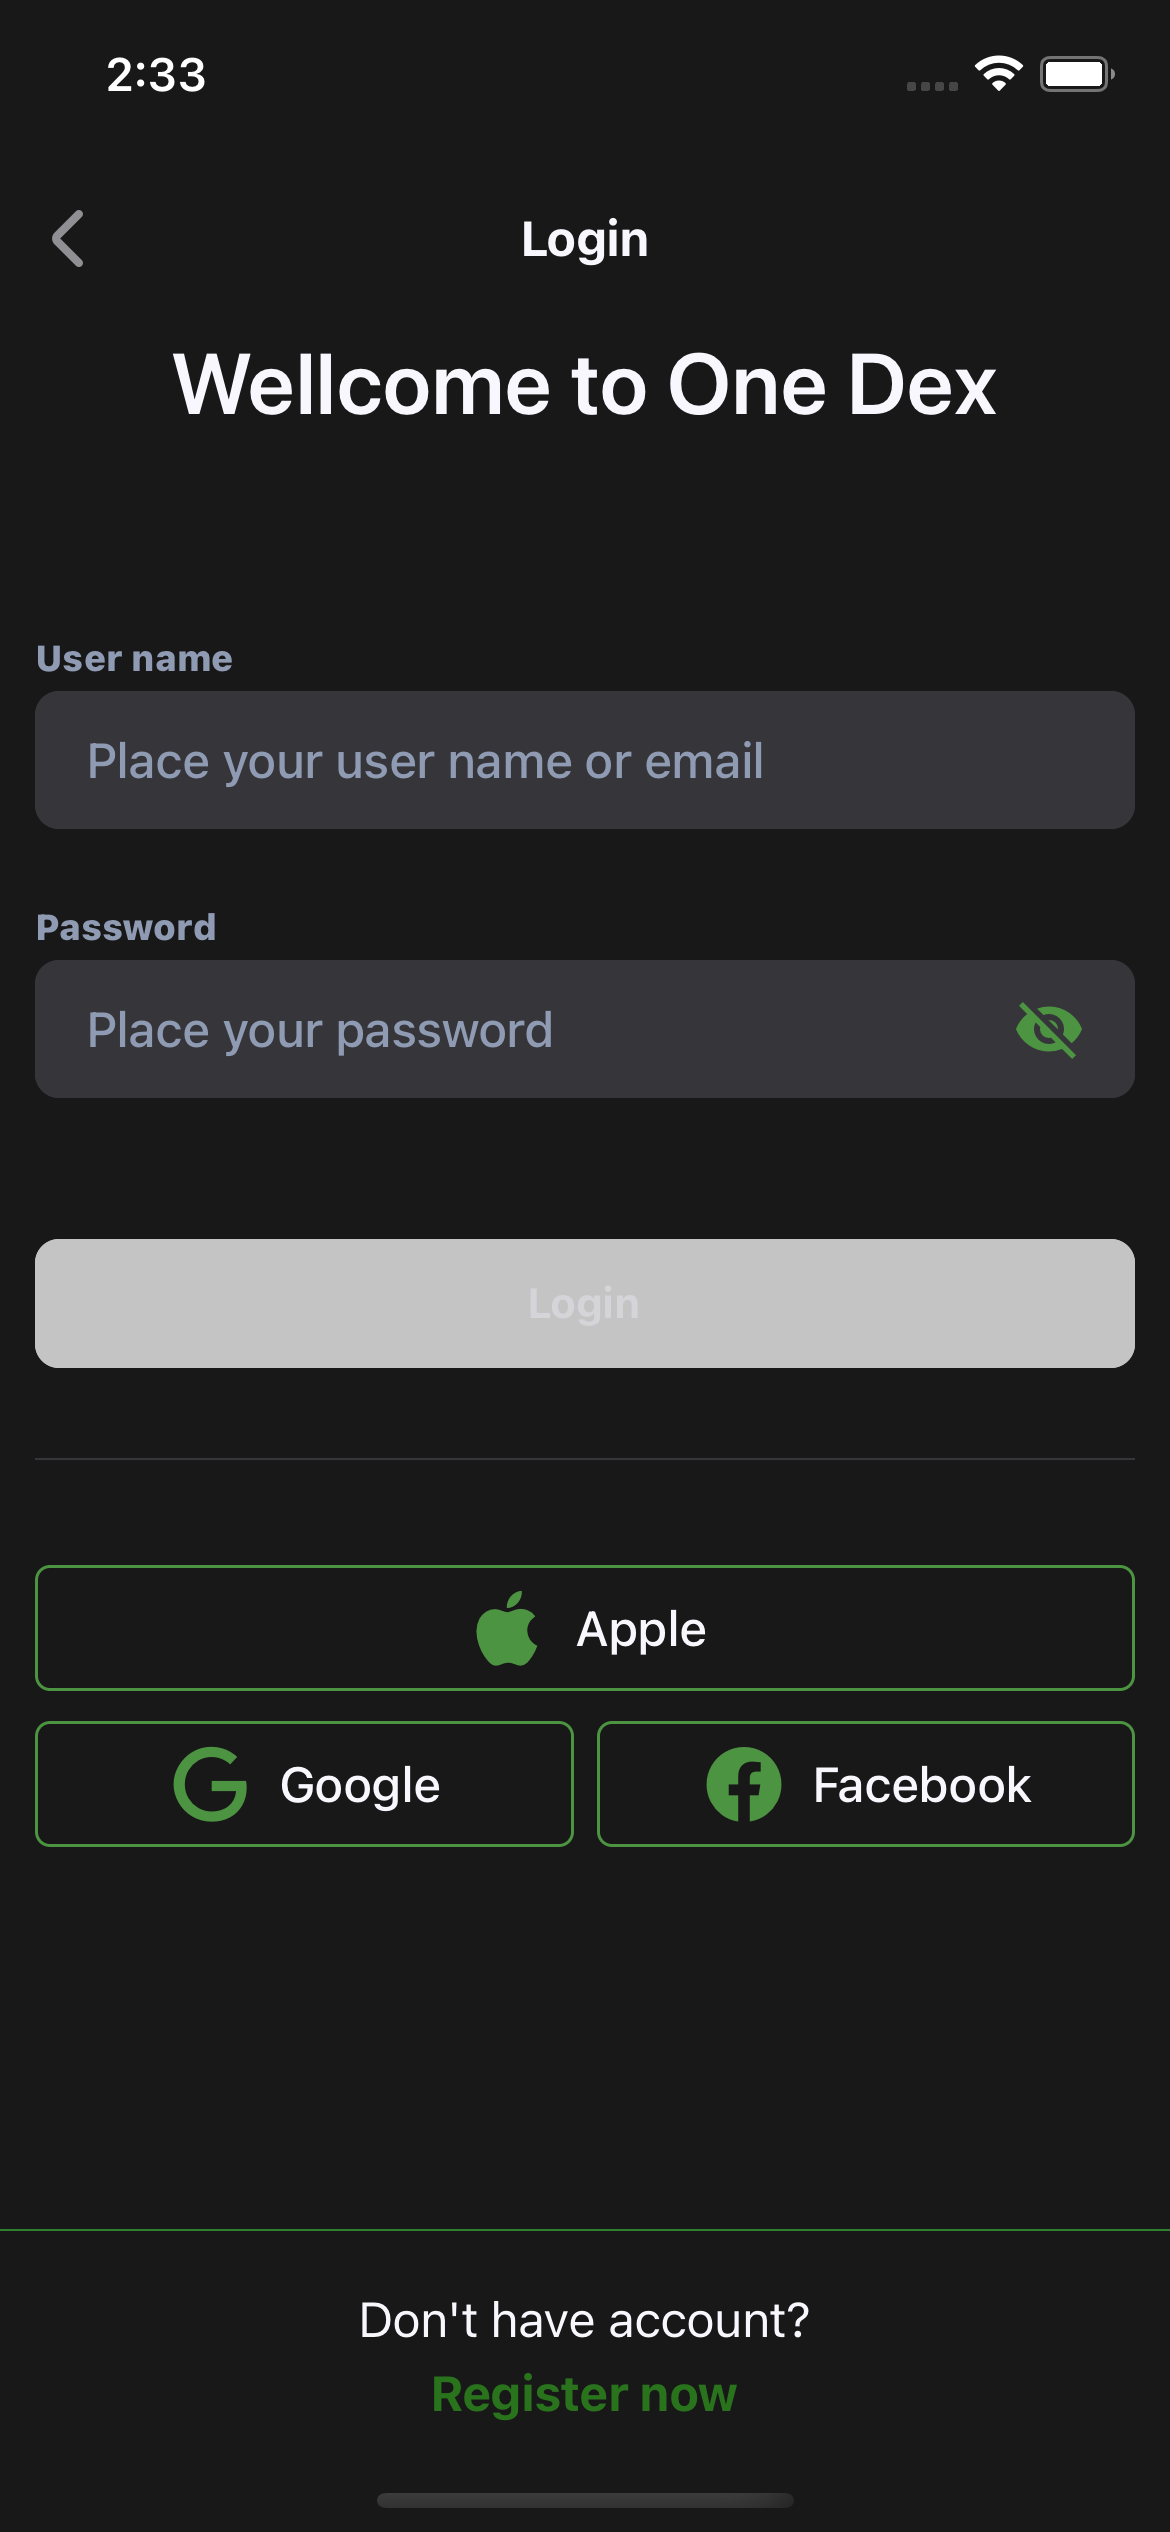 2:33
Login
Wellcome to One Dex
User name
Place your user name or email
Password
Place your password
Login
Apple
Google
Facebook
Don't have account?
Register now